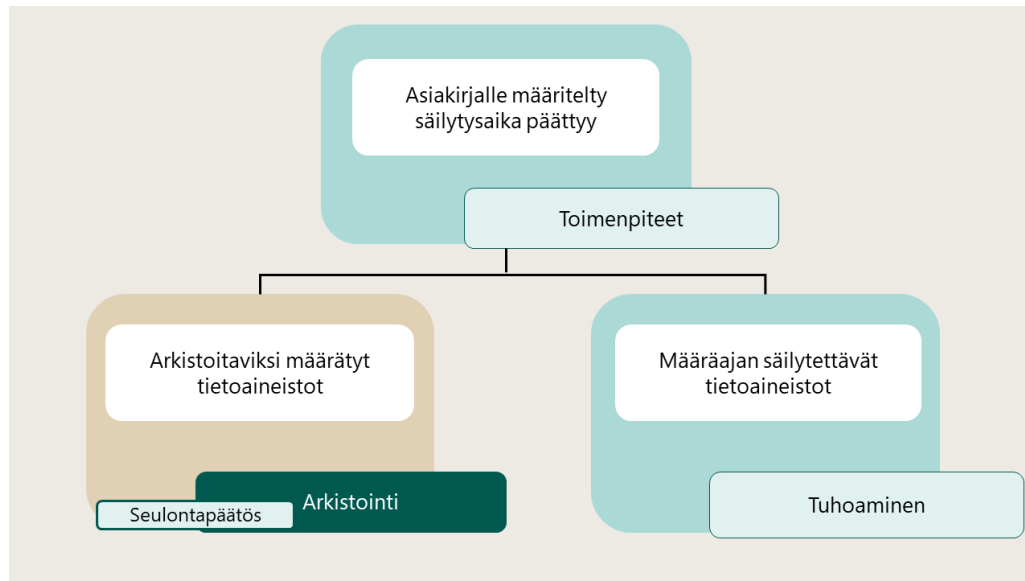 Asiakirjalle määritelty
säilytysaika päättyy
Toimenpiteet
Arkistoitaviksi määrätyt
tietoaineistot
Arkistointi
Seulontapäätös
Määräajan säilytettävät
tietoaineistot
Tuhoaminen